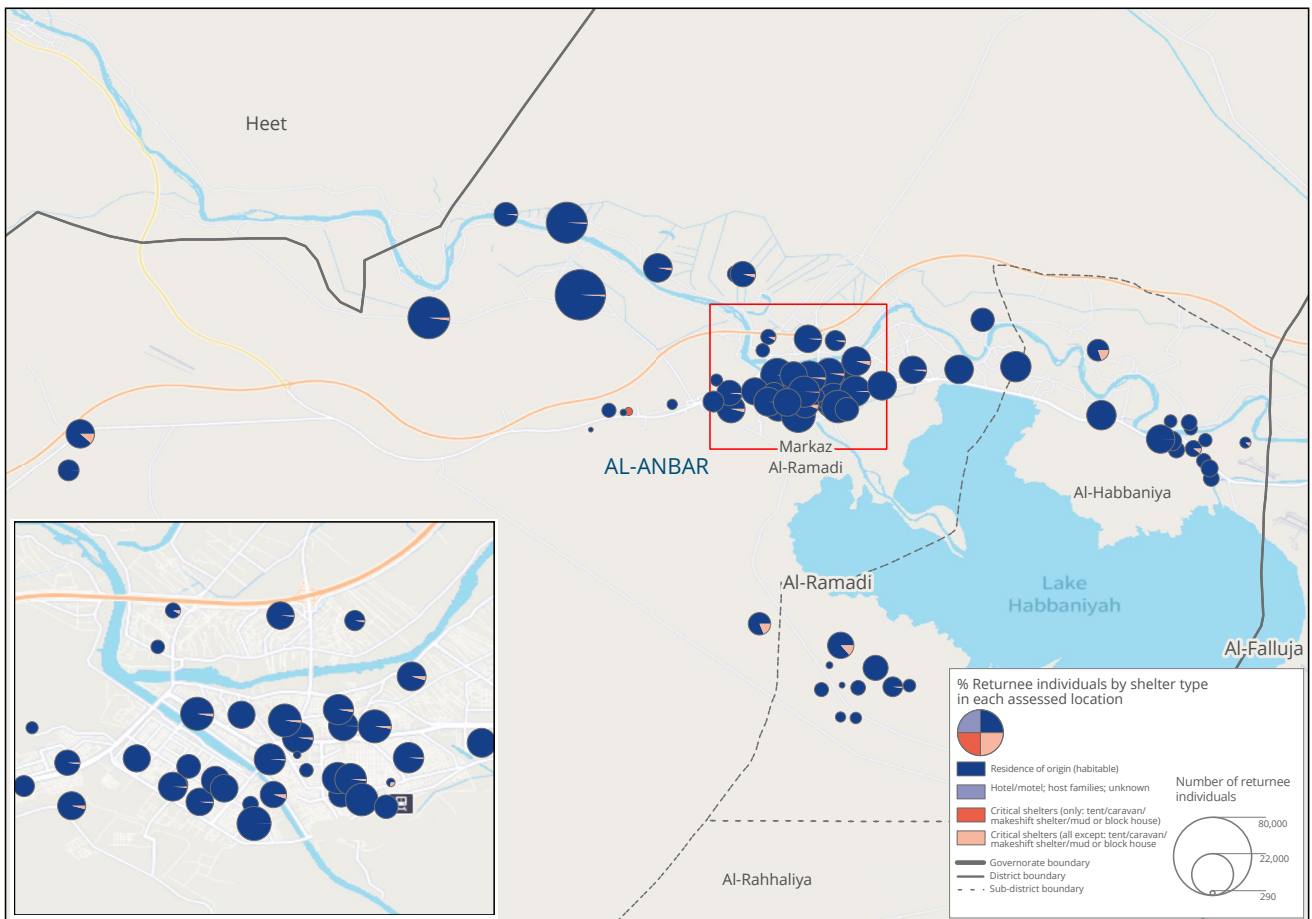 Heet
AL-ANBAR
Markaz
Al-Ramadi
Al-Habbaniya
Al-Ramadi
Lake
Habbaniyah
Al-Falluja
Al-Rahhaliya
% Returnee individuals by shelter type
in each assessed location
Residence of origin (habitable)
Hotel/motel; host families; unknown
Critical shelters (only: tent/caravan/
makeshift shelter/mud or block house)
Critical shelters (all except: tent/caravan/
makeshift shelter/mud or block house
Governorate boundary
District boundary
Sub-district boundary
Number of returnee
individuals
80,000
22,000
290